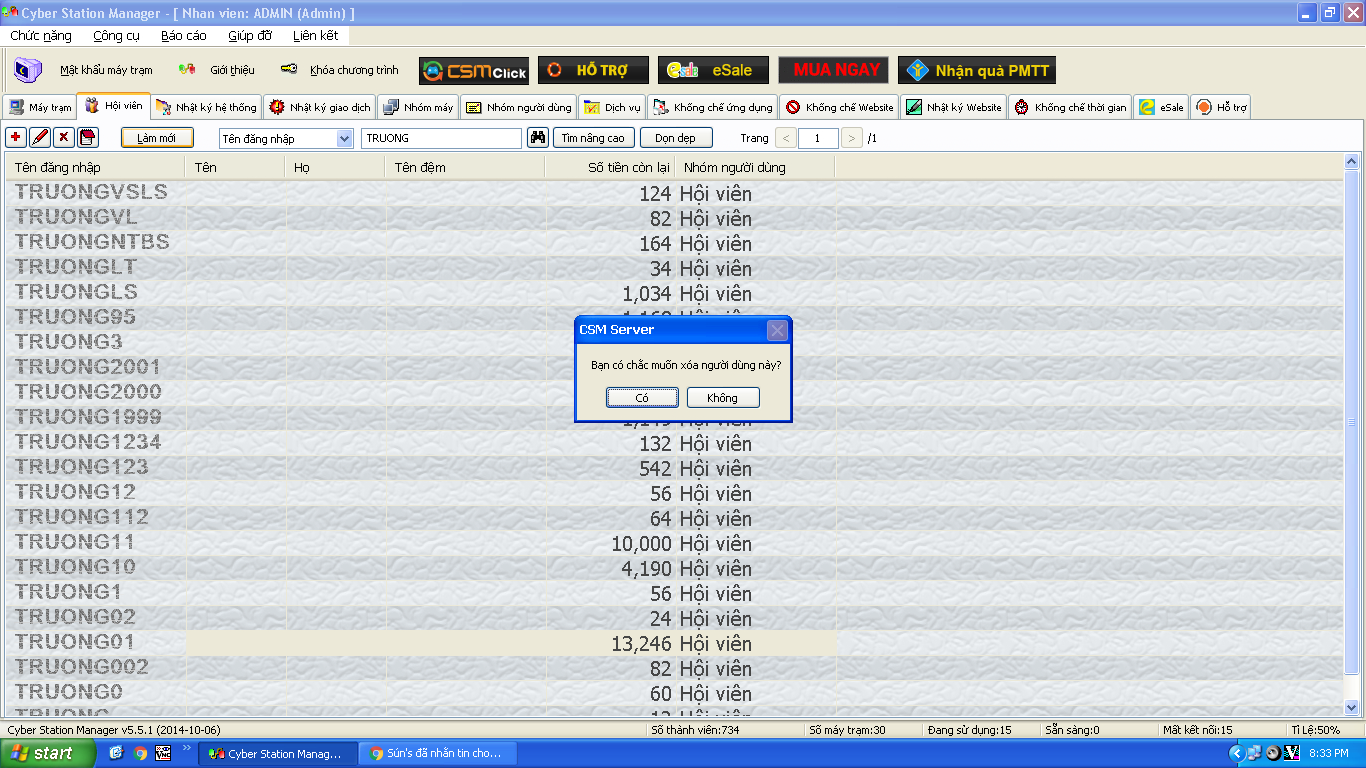 Cyber Station Manager - [ Nhan vien: ADMIN (Admin) ]
Chức năng Công cụ Báo cáo Giúp đỡ Liên kết
Mật khẩu máy trạm Giới thiệu Khóa chương trình CSMClick HỖ TRỢ eSale eSale MUA NGAY Nhận quà PMTT
Máy trạm Hội viên Nhật ký hệ thống Nhật ký giao dịch Nhóm máy Nhóm người dùng Dịch vụ Khống chế ứng dụng Khống chế Website Nhật ký Website Khống chế thời gian eSale Hỗ trợ
Làm mới Tên đăng nhập TRUONG Tìm nâng cao Dọn dẹp Trang < 1 > /1
Tên đăng nhập Tên Họ Tên đệm Số tiền còn lại Nhóm người dùng
TRUONGVSLS 124 Hội viên
TRUONGVL 82 Hội viên
TRUONGNTBS 164 Hội viên
TRUONGLT 34 Hội viên
TRUONGLS 1,034 Hội viên
TRUONG95
TRUONG3
TRUONG2001
TRUONG2000
TRUONG1999
CSM Server
Bạn có chắc muốn xóa người dùng này?
Có Không
TRUONG1234 132 Hội viên
TRUONG123 542 Hội viên
TRUONG12 56 Hội viên
TRUONG112 64 Hội viên
TRUONG11 10,000 Hội viên
TRUONG10 4,190 Hội viên
TRUONG1 56 Hội viên
TRUONG02 24 Hội viên
TRUONG01 13,246 Hội viên
TRUONG002 82 Hội viên
TRUONG0 60 Hội viên
Cyber Station Manager v5.5.1 (2014-10-06) Số thành viên:734 Số máy trạm:30 Đang sử dụng:15 Sẵn sàng:0 Mất kết nối:15 Tỉ Lệ:50%
start Cyber Station Manag... Sún's đã nhắn tin cho... 8:33 PM